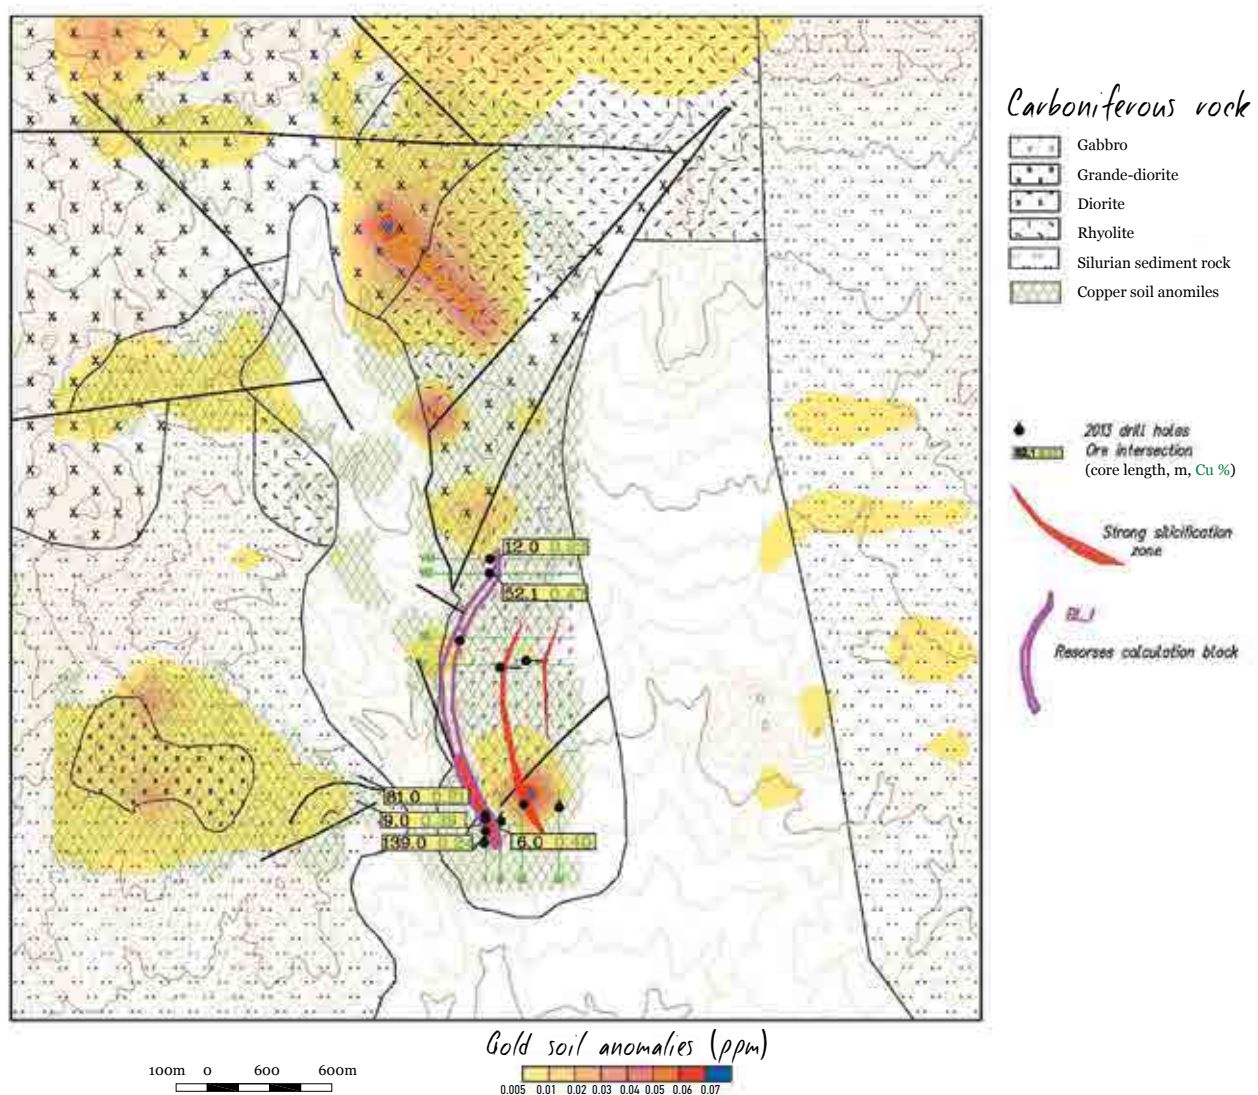 Carboniferous rock
Gabbro
Grande-diorite
Diorite
Rhyolite
Silurian sediment rock
Copper soil anomiles
2013 drill holes
Ore intersection
(core length, m, Cu %)
Strong siticification
zone
Resorses calculation block
12.0
52.1
81.0
9.0
139.0
6.0 0.40
Gold soil anomalies (ppm)
100m 0 600 600m
0.005 0.01 0.02 0.03 0.04 0.05 0.06 0.07